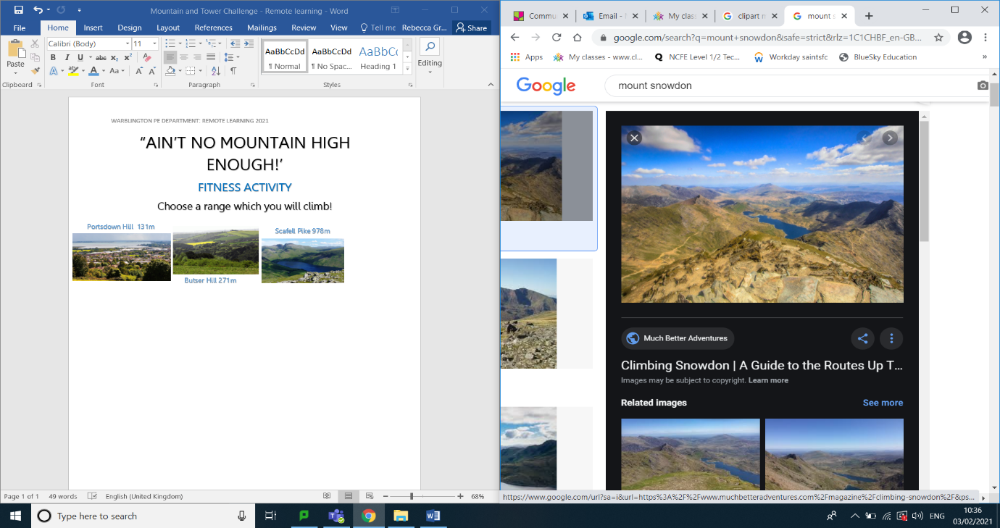 Mountain and Tower Challenge - Remote learning - Word
File Home Insert Design Layout References Mailings Review View Tell me Rebecca Gr... Share
Calibri (Body) 11
AaBbCcDd AaBbCcDd AaBbC
¶ Normal ¶ No Spac... Heading 1
Paste
Editing
Clipboard Font Paragraph Styles
WARBLINGTON PE DEPARTMENT: REMOTE LEARNING 2021
“AIN’T NO MOUNTAIN HIGH
ENOUGH!’
FITNESS ACTIVITY
Choose a range which you will climb!
Portsdown Hill 131m
Scafell Pike 978m
Butser Hill 271m
Page 1 of 1 49 words English (United Kingdom) 68%
Commu Email - My clas clipart m mount s
google.com/search?q=mount+snowdon&safe=strict&rlz=1C1CHBF_en-GB...
Apps My classes - www.cl... NCFE Level 1/2 Tec... Workday saintsfc BlueSky Education »
Google mount snowdon
Much Better Adventures
Climbing Snowdon | A Guide to the Routes Up T...
Images may be subject to copyright. Learn more
Related images See more
https://www.google.com/url?sa=i&url=https%3A%2F%2Fwww.muchbetteradventures.com%2Fmagazine%2Fclimbing-snowdon%2F&ps...
Type here to search
ENG
10:36
03/02/2021